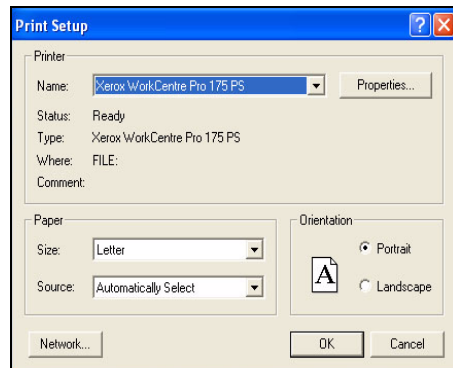 Print Setup
Printer
Name: Xerox WorkCentre Pro 175 PS Properties...
Status: Ready
Type: Xerox WorkCentre Pro 175 PS
Where: FILE:
Comment:
Paper Orientation
Size: Letter Portrait
A
Source: Automatically Select Landscape
Network... OK Cancel